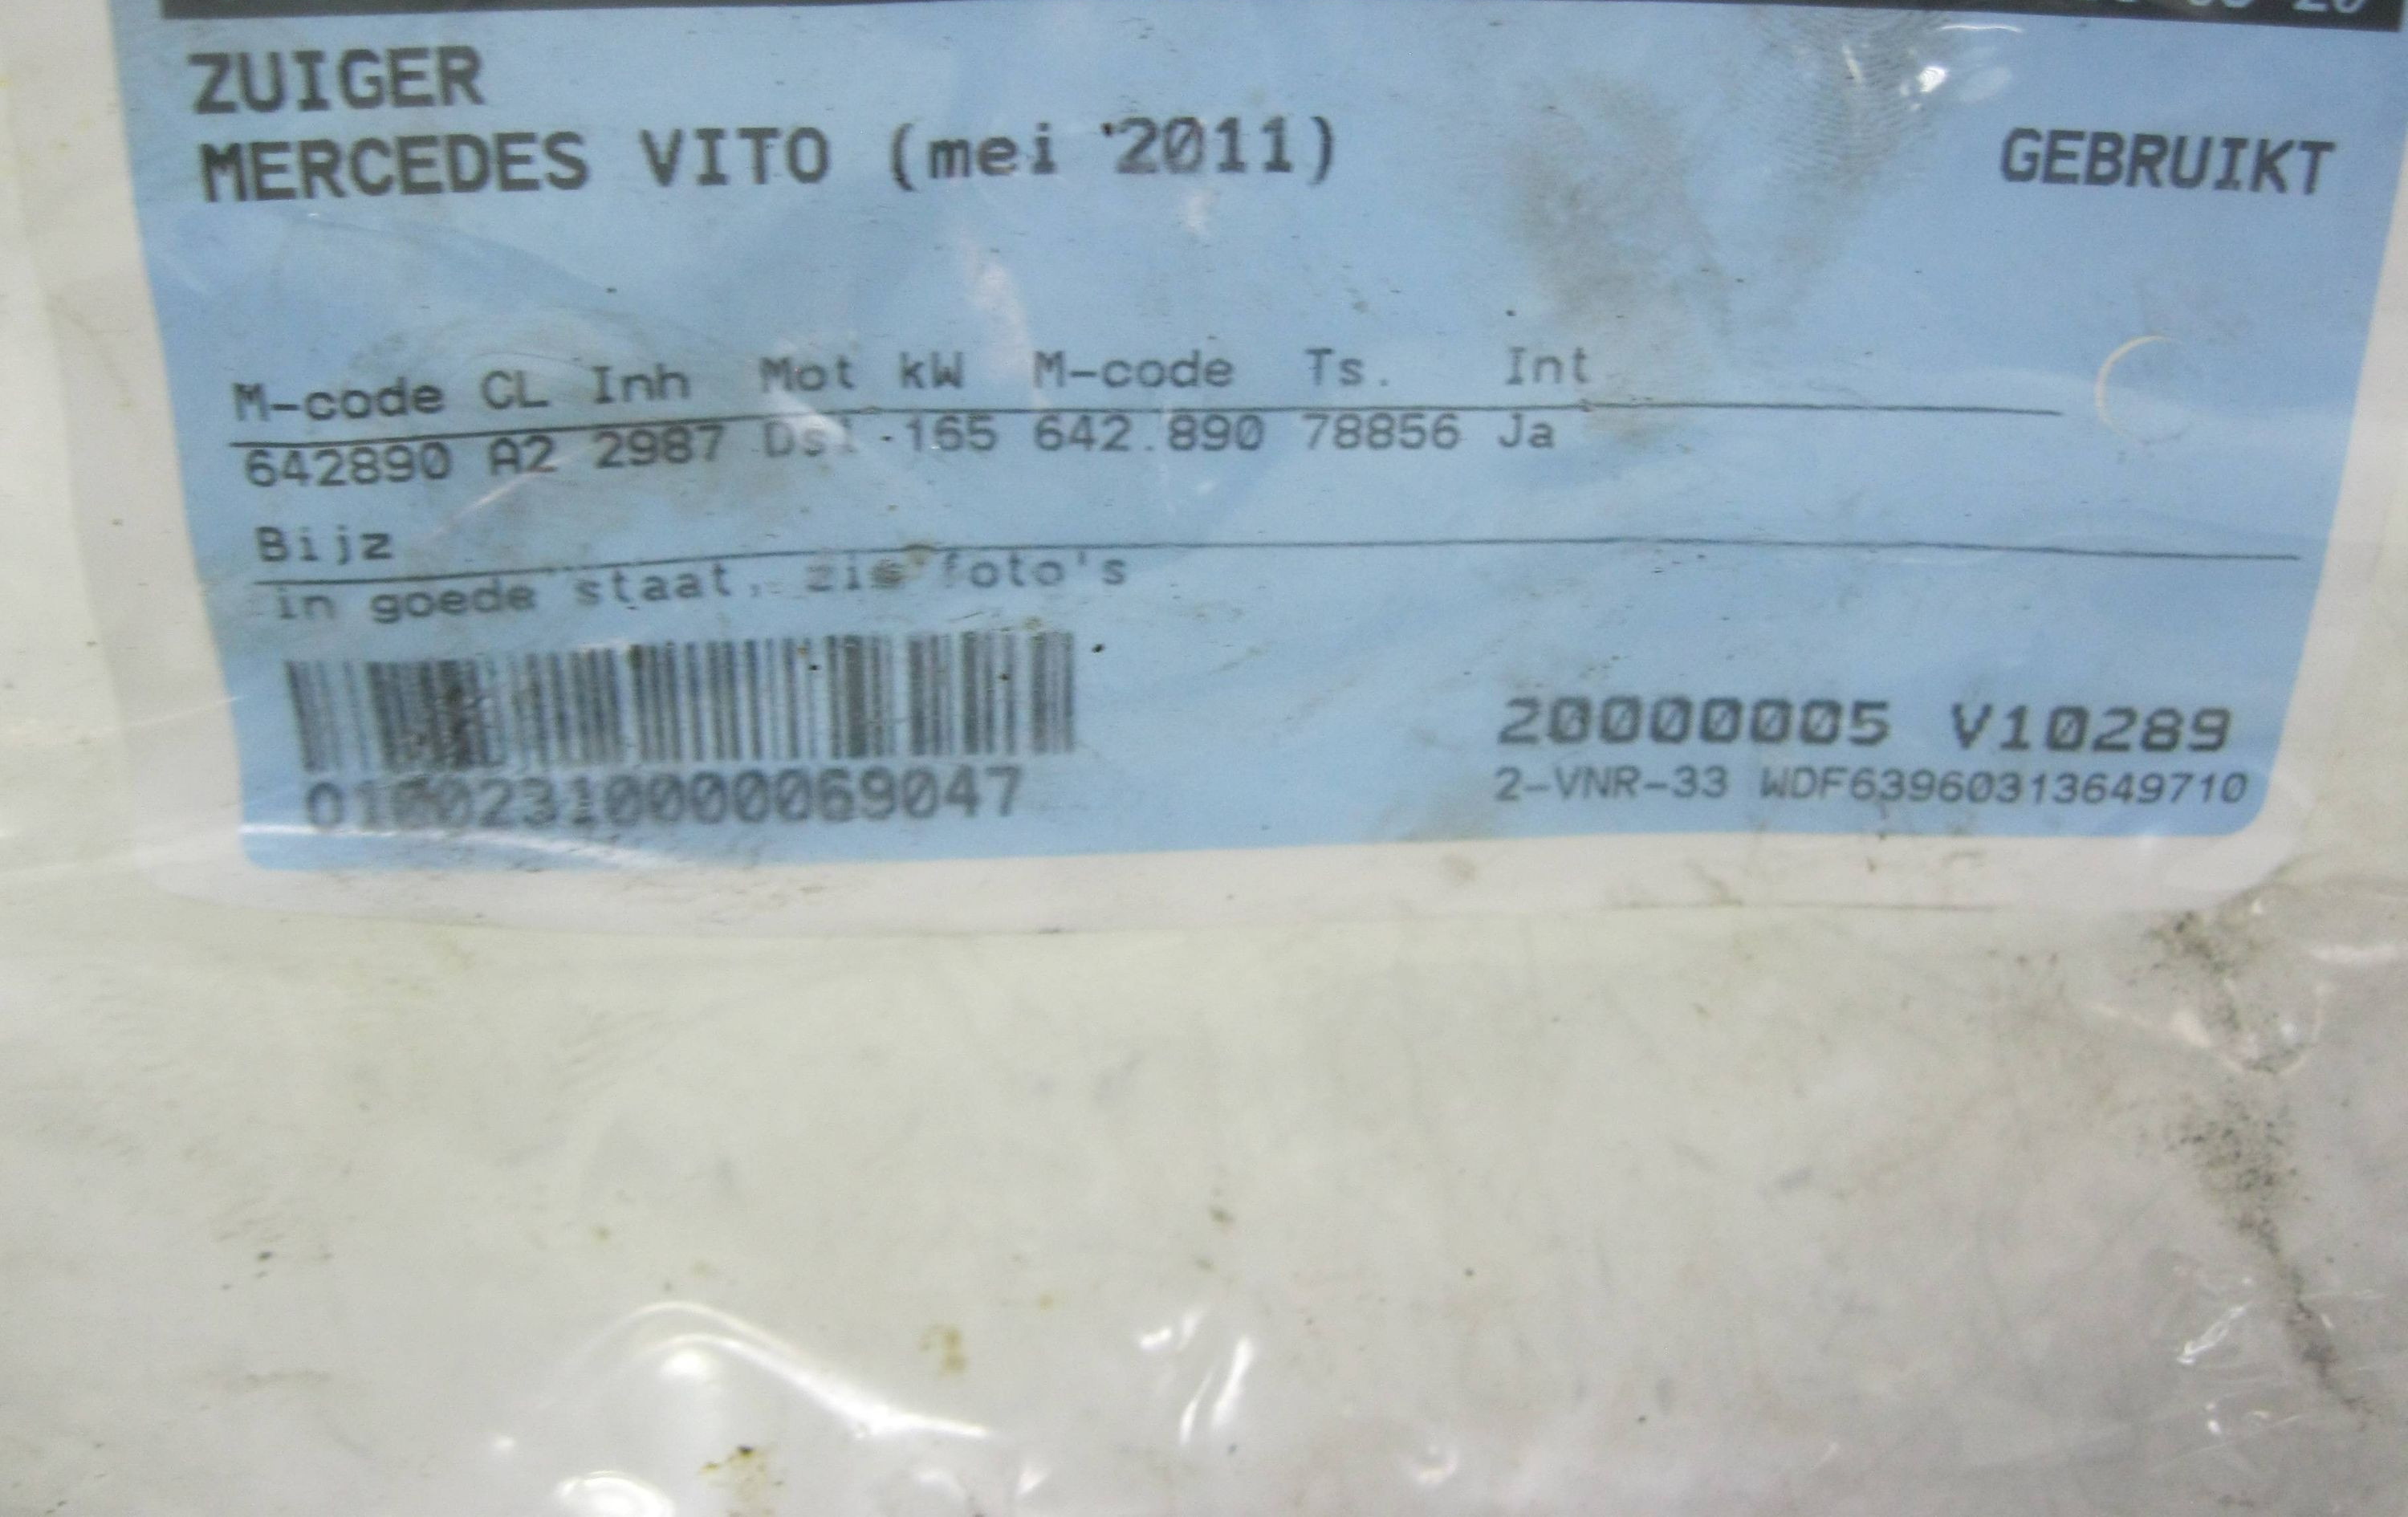 ZUIGER
MERCEDES VITO (mei '2011) GEBRUIKT
M-code CL Inh Mot kW M-code Ts. Int
642890 A2 2987 Dsl 165 642.890 78856 Ja
Bijz
in goede staat, zie foto's
20000005 V10289
01002310000069047 2-VNR-33 WDF63960313649710